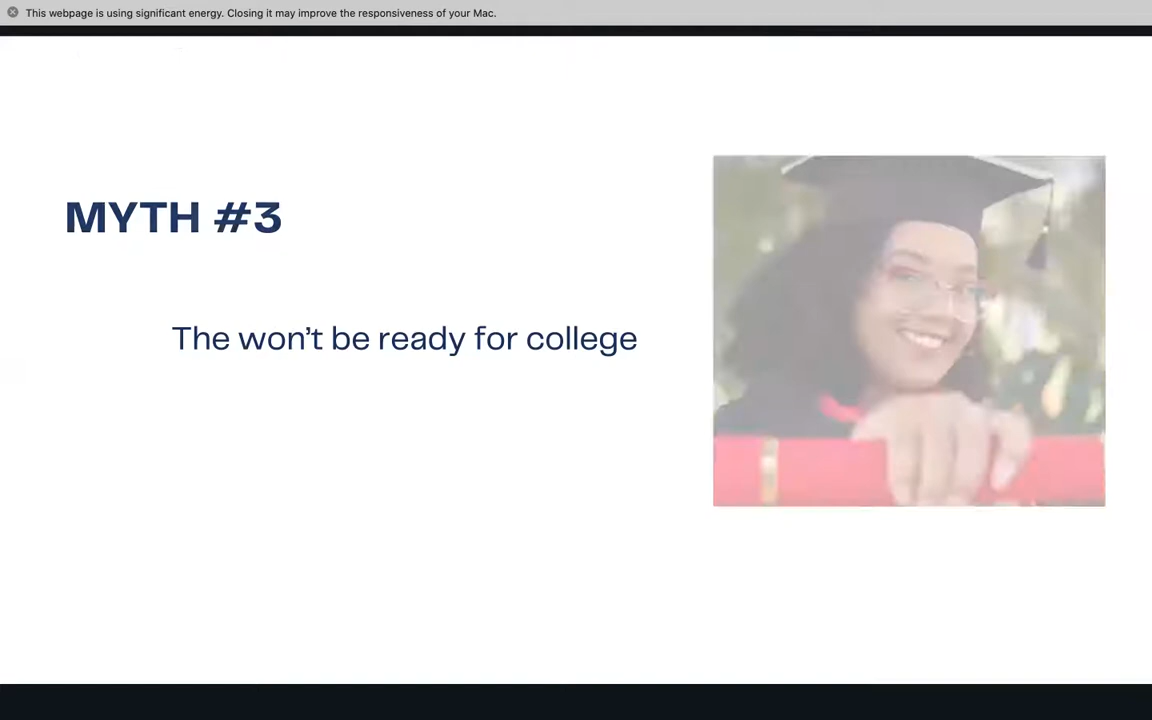 This webpage is using significant energy. Closing it may improve the responsiveness of your Mac.
MYTH #3
The won't be ready for college